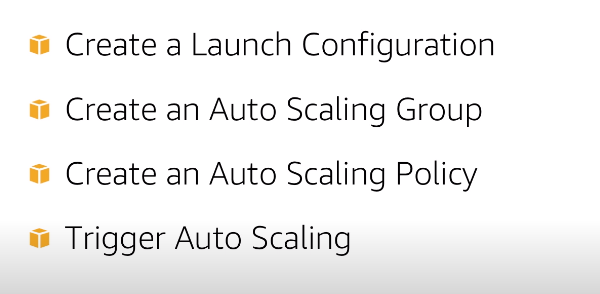 Create a Launch Configuration
Create an Auto Scaling Group
Create an Auto Scaling Policy
Trigger Auto Scaling